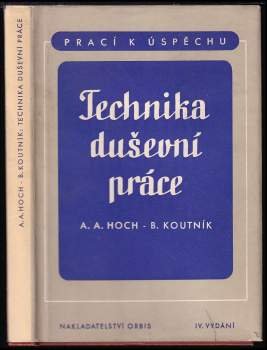 A. A. HOCH - B. KOUTNÍK: TECHNIKA DUŠEVNÍ PRÁCE
PRACÍ K ÚSPĚCHU
Technika
duševní
práce
A. A. HOCH - B. KOUTNÍK
NAKLADATELSTVÍ ORBIS
IV. VYDÁNÍ